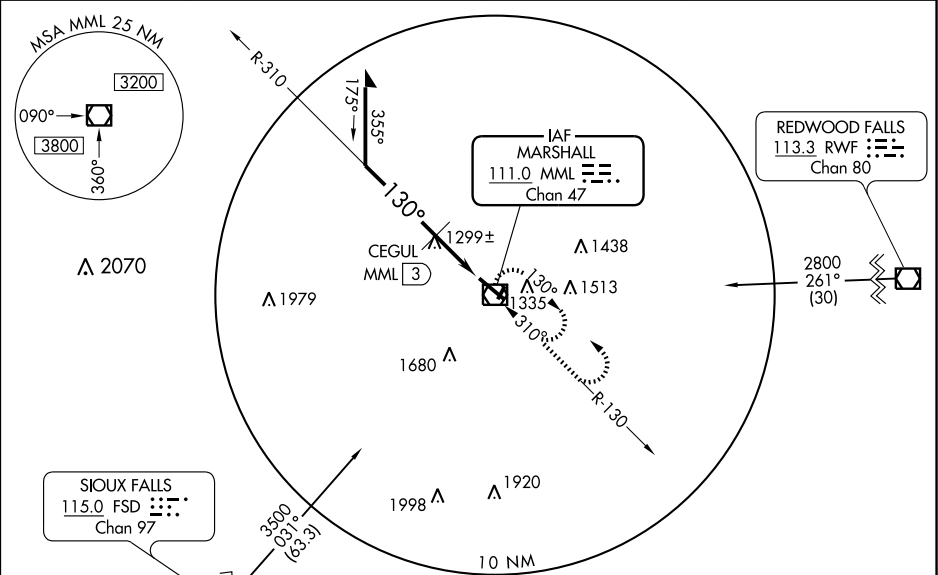 MSA MML 25 NM
3200
090°
3800
360°
R-310
175°
355°
130°
IAF
MARSHALL
111.0 MML
Chan 47
REDWOOD FALLS
113.3 RWF
Chan 80
1299±
CEGUL
MML 3
1438
2070
1979
130°
1335
1513
2800
261°
(30)
310°
1680
R-130
SIOUX FALLS
115.0 FSD
Chan 97
3500
031°
(63.3)
1998
1920
10 NM